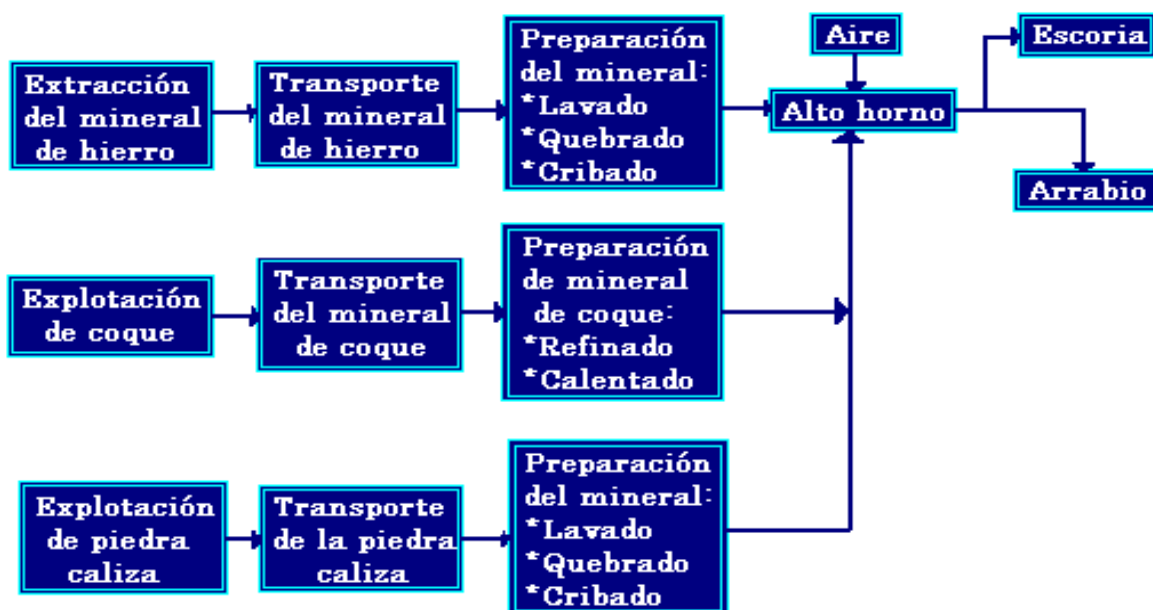 Extracción
del mineral
de hierro
Transporte
del mineral
de hierro
Preparación
del mineral:
*Lavado
*Quebrado
*Cribado
Aire
Alto horno
Escoria
Arrabio
Explotación
de coque
Transporte
del mineral
de coque
Preparación
de mineral
de coque:
*Refinado
*Calentado
Explotación
de piedra
caliza
Transporte
de la piedra
caliza
Preparación
del mineral:
*Lavado
*Quebrado
*Cribado